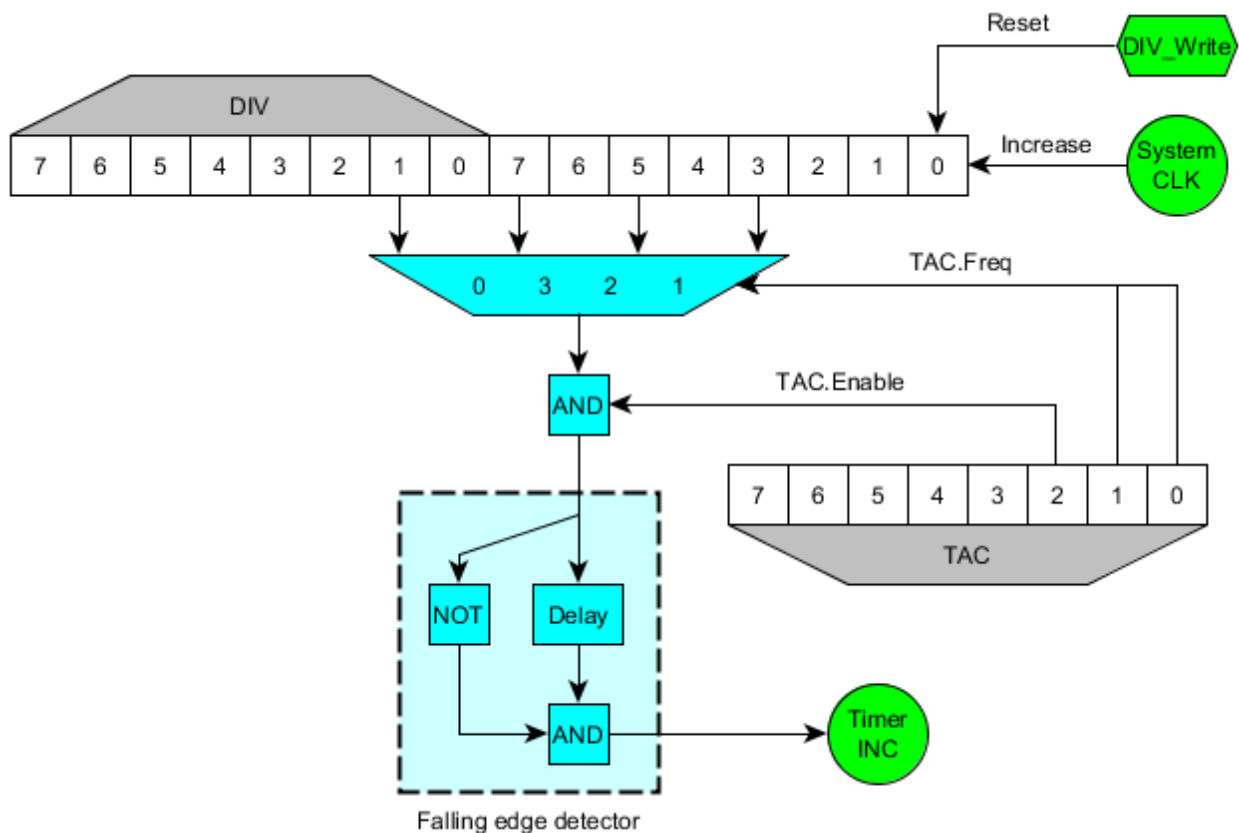 Reset
DIV_Write
DIV
7 6 5 4 3 2 1 0 7 6 5 4 3 2 1 0
Increase
System
CLK
0 3 2 1
TAC.Freq
AND
TAC.Enable
7 6 5 4 3 2 1 0
TAC
NOT
Delay
AND
Timer
INC
Falling edge detector